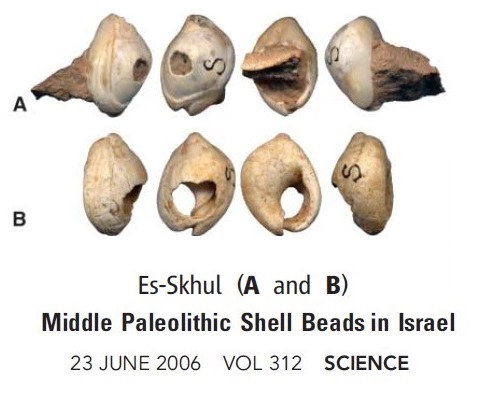 S S S
A
S S
B
Es-Skhul (A and B)
Middle Paleolithic Shell Beads in Israel
23 JUNE 2006 VOL 312 SCIENCE